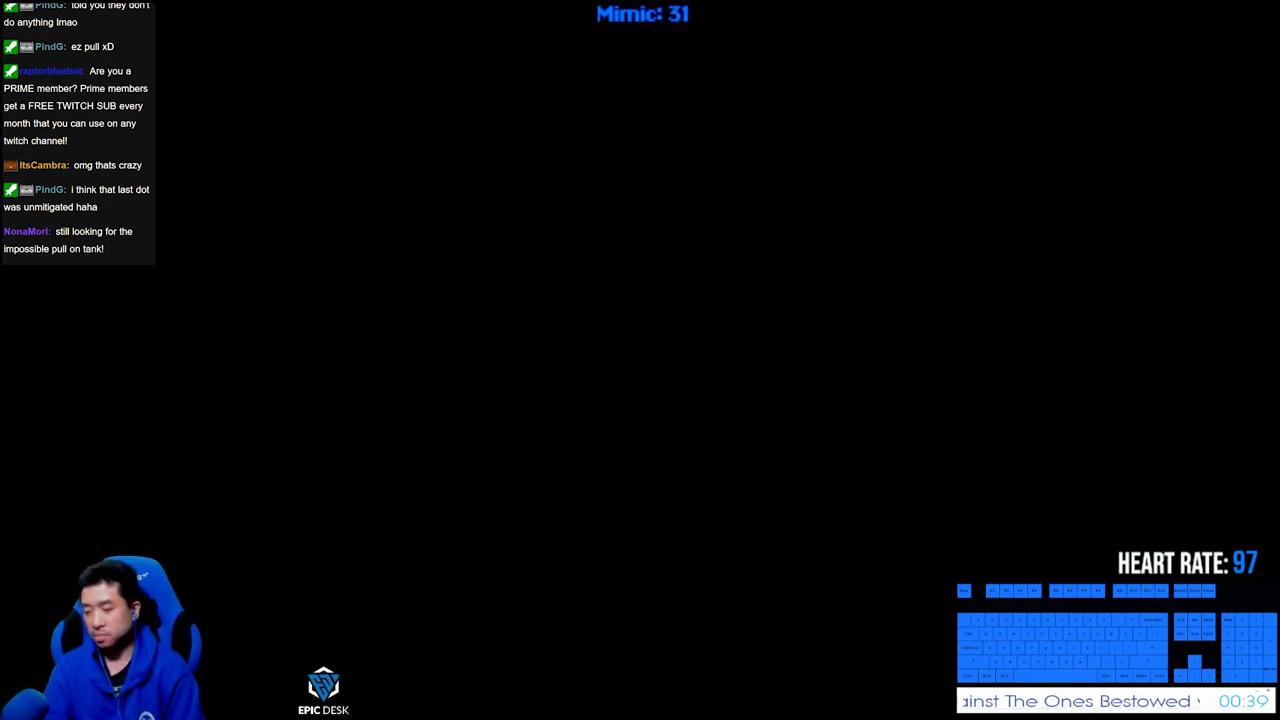 PindG: told you they don't
do anything lmao
PindG: ez pull xD
raptorbluebot: Are you a
PRIME member? Prime members
get a FREE TWITCH SUB every
month that you can use on any
twitch channel!
ItsCambra: omg thats crazy
PindG: i think that last dot
was unmitigated haha
NonaMorI: still looking for the
impossible pull on tank!
Mimic: 31
HEART RATE: 97
EPIC DESK
ainst The Ones Bestowed
00:39